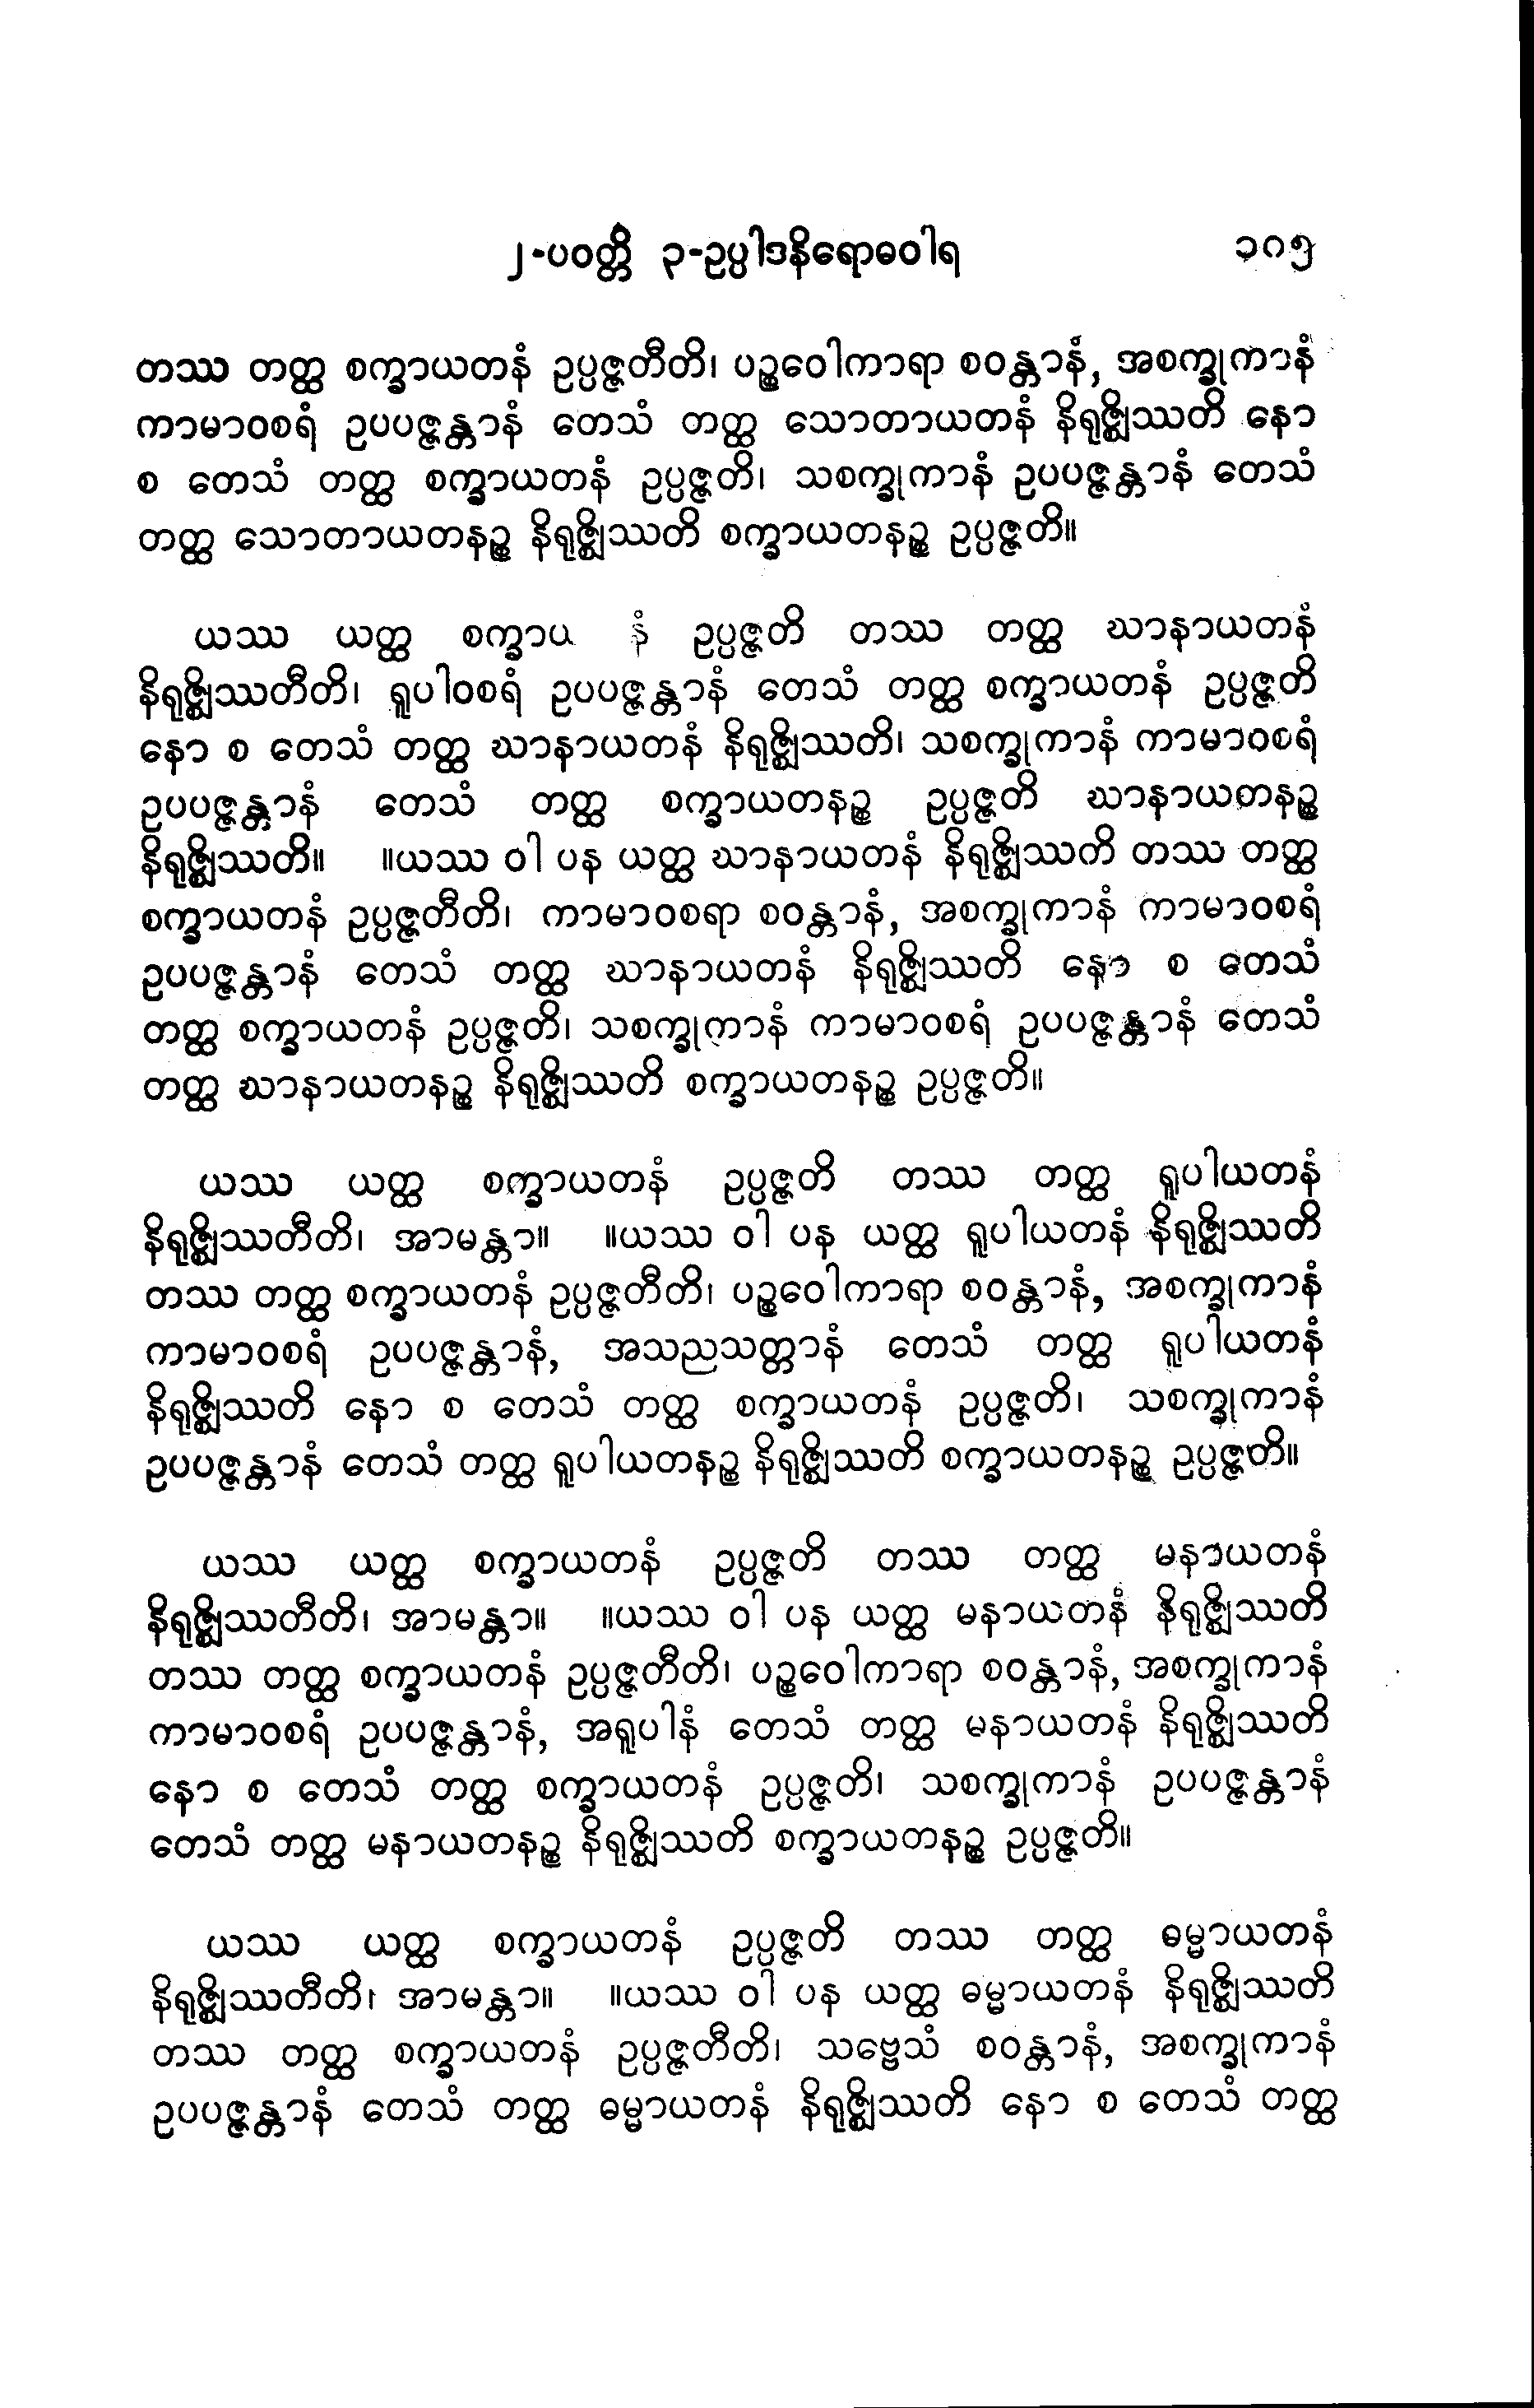 ၂-ပဝတ္တိ ၃-ဥပ္ပါဒနိရောဓဝါရ ၁၀၅
တဿ တတ္ထ စက္ခာယတနံ ဥပ္ပဇ္ဇတီတိ၊ ပဉ္စဝေါကာရာ စဝန္တာနံ, အစက္ခုကာနံ
ကာမာဝစရံ ဥပပဇ္ဇန္တာနံ တေသံ တတ္ထ သောတာယတနံ နိရုဇ္ဈိဿတိ နော
စ တေသံ တတ္ထ စက္ခာယတနံ ဥပ္ပဇ္ဇတိ၊ သစက္ခုကာနံ ဥပပဇ္ဇန္တာနံ တေသံ
တတ္ထ သောတာယတနဉ္စ နိရုဇ္ဈိဿတိ စက္ခာယတနဉ္စ ဥပ္ပဇ္ဇတိ။
ယဿ ယတ္ထ ဥပ္ပဇ္ဇတိ တဿ တတ္ထ ဃာနာယတနံ
နိရုဇ္ဈိဿတီတိ၊ ရူပါဝစရံ ဥပပဇ္ဇန္တာနံ တေသံ တတ္ထ စက္ခာယတနံ ဥပ္ပဇ္ဇတိ
နော စ တေသံ တတ္ထ ဃာနာယတနံ နိရုဇ္ဈိဿတိ၊ သစက္ခုကာနံ ကာမာဝစရံ
ဥပပဇ္ဇန္တာနံ တေသံ တတ္ထ စက္ခာယတနဉ္စ ဥပ္ပဇ္ဇတိ ဃာနာယတနဉ္စ
နိရုဇ္ဈိဿတိ။ ။ယဿ ဝါ ပန ယတ္ထ ဃာနာယတနံ နိရုဇ္ဈိဿတိ တဿ တတ္ထ
စက္ခာယတနံ ဥပ္ပဇ္ဇတီတိ၊ ကာမာဝစရာ စဝန္တာနံ, အစက္ခုကာနံ ကာမာဝစရံ
ဥပပဇ္ဇန္တာနံ တေသံ တတ္ထ ဃာနာယတနံ နိရုဇ္ဈိဿတိ နော စ တေသံ
တတ္ထ စက္ခာယတနံ ဥပ္ပဇ္ဇတိ၊ သစက္ခုကာနံ ကာမာဝစရံ ဥပပဇ္ဇန္တာနံ တေသံ
တတ္ထ ဃာနာယတနဉ္စ နိရုဇ္ဈိဿတိ စက္ခာယတနဉ္စ ဥပ္ပဇ္ဇတိ။
ယဿ ယတ္ထ စက္ခာယတနံ ဥပ္ပဇ္ဇတိ တဿ တတ္ထ ရူပါယတနံ
နိရုဇ္ဈိဿတီတိ၊ အာမန္တာ။ ။ယဿ ဝါ ပန ယတ္ထ ရူပါယတနံ နိရုဇ္ဈိဿတိ
တဿ တတ္ထ စက္ခာယတနံ ဥပ္ပဇ္ဇတီတိ၊ ပဉ္စဝေါကာရာ စဝန္တာနံ, အစက္ခုကာနံ
ကာမာဝစရံ ဥပပဇ္ဇန္တာနံ, အသညသတ္တာနံ တေသံ တတ္ထ ရူပါယတနံ
နိရုဇ္ဈိဿတိ နော စ တေသံ တတ္ထ စက္ခာယတနံ ဥပ္ပဇ္ဇတိ၊ သစက္ခုကာနံ
ဥပပဇ္ဇန္တာနံ တေသံ တတ္ထ ရူပါယတနဉ္စ နိရုဇ္ဈိဿတိ စက္ခာယတနဉ္စ ဥပ္ပဇ္ဇတိ။
ယဿ ယတ္ထ စက္ခာယတနံ ဥပ္ပဇ္ဇတိ တဿ တတ္ထ မနာယတနံ
နိရုဇ္ဈိဿတီတိ၊ အာမန္တာ။ ။ယဿ ဝါ ပန ယတ္ထ မနာယတနံ နိရုဇ္ဈိဿတိ
တဿ တတ္ထ စက္ခာယတနံ ဥပ္ပဇ္ဇတီတိ၊ ပဉ္စဝေါကာရာ စဝန္တာနံ, အစက္ခုကာနံ
ကာမာဝစရံ ဥပပဇ္ဇန္တာနံ, အရူပါနံ တေသံ တတ္ထ မနာယတနံ နိရုဇ္ဈိဿတိ
နော စ တေသံ တတ္ထ စက္ခာယတနံ ဥပ္ပဇ္ဇတိ၊ သစက္ခုကာနံ ဥပပဇ္ဇန္တာနံ
တေသံ တတ္ထ မနာယတနဉ္စ နိရုဇ္ဈိဿတိ စက္ခာယတနဉ္စ ဥပ္ပဇ္ဇတိ။
ယဿ ယတ္ထ စက္ခာယတနံ ဥပ္ပဇ္ဇတိ တဿ တတ္ထ ဓမ္မာယတနံ
နိရုဇ္ဈိဿတီတိ၊ အာမန္တာ။ ။ယဿ ဝါ ပန ယတ္ထ ဓမ္မာယတနံ နိရုဇ္ဈိဿတိ
တဿ တတ္ထ စက္ခာယတနံ ဥပ္ပဇ္ဇတီတိ၊ သဗ္ဗေသံ စဝန္တာနံ, အစက္ခုကာနံ
ဥပပဇ္ဇန္တာနံ တေသံ တတ္ထ ဓမ္မာယတနံ နိရုဇ္ဈိဿတိ နော စ တေသံ တတ္ထ